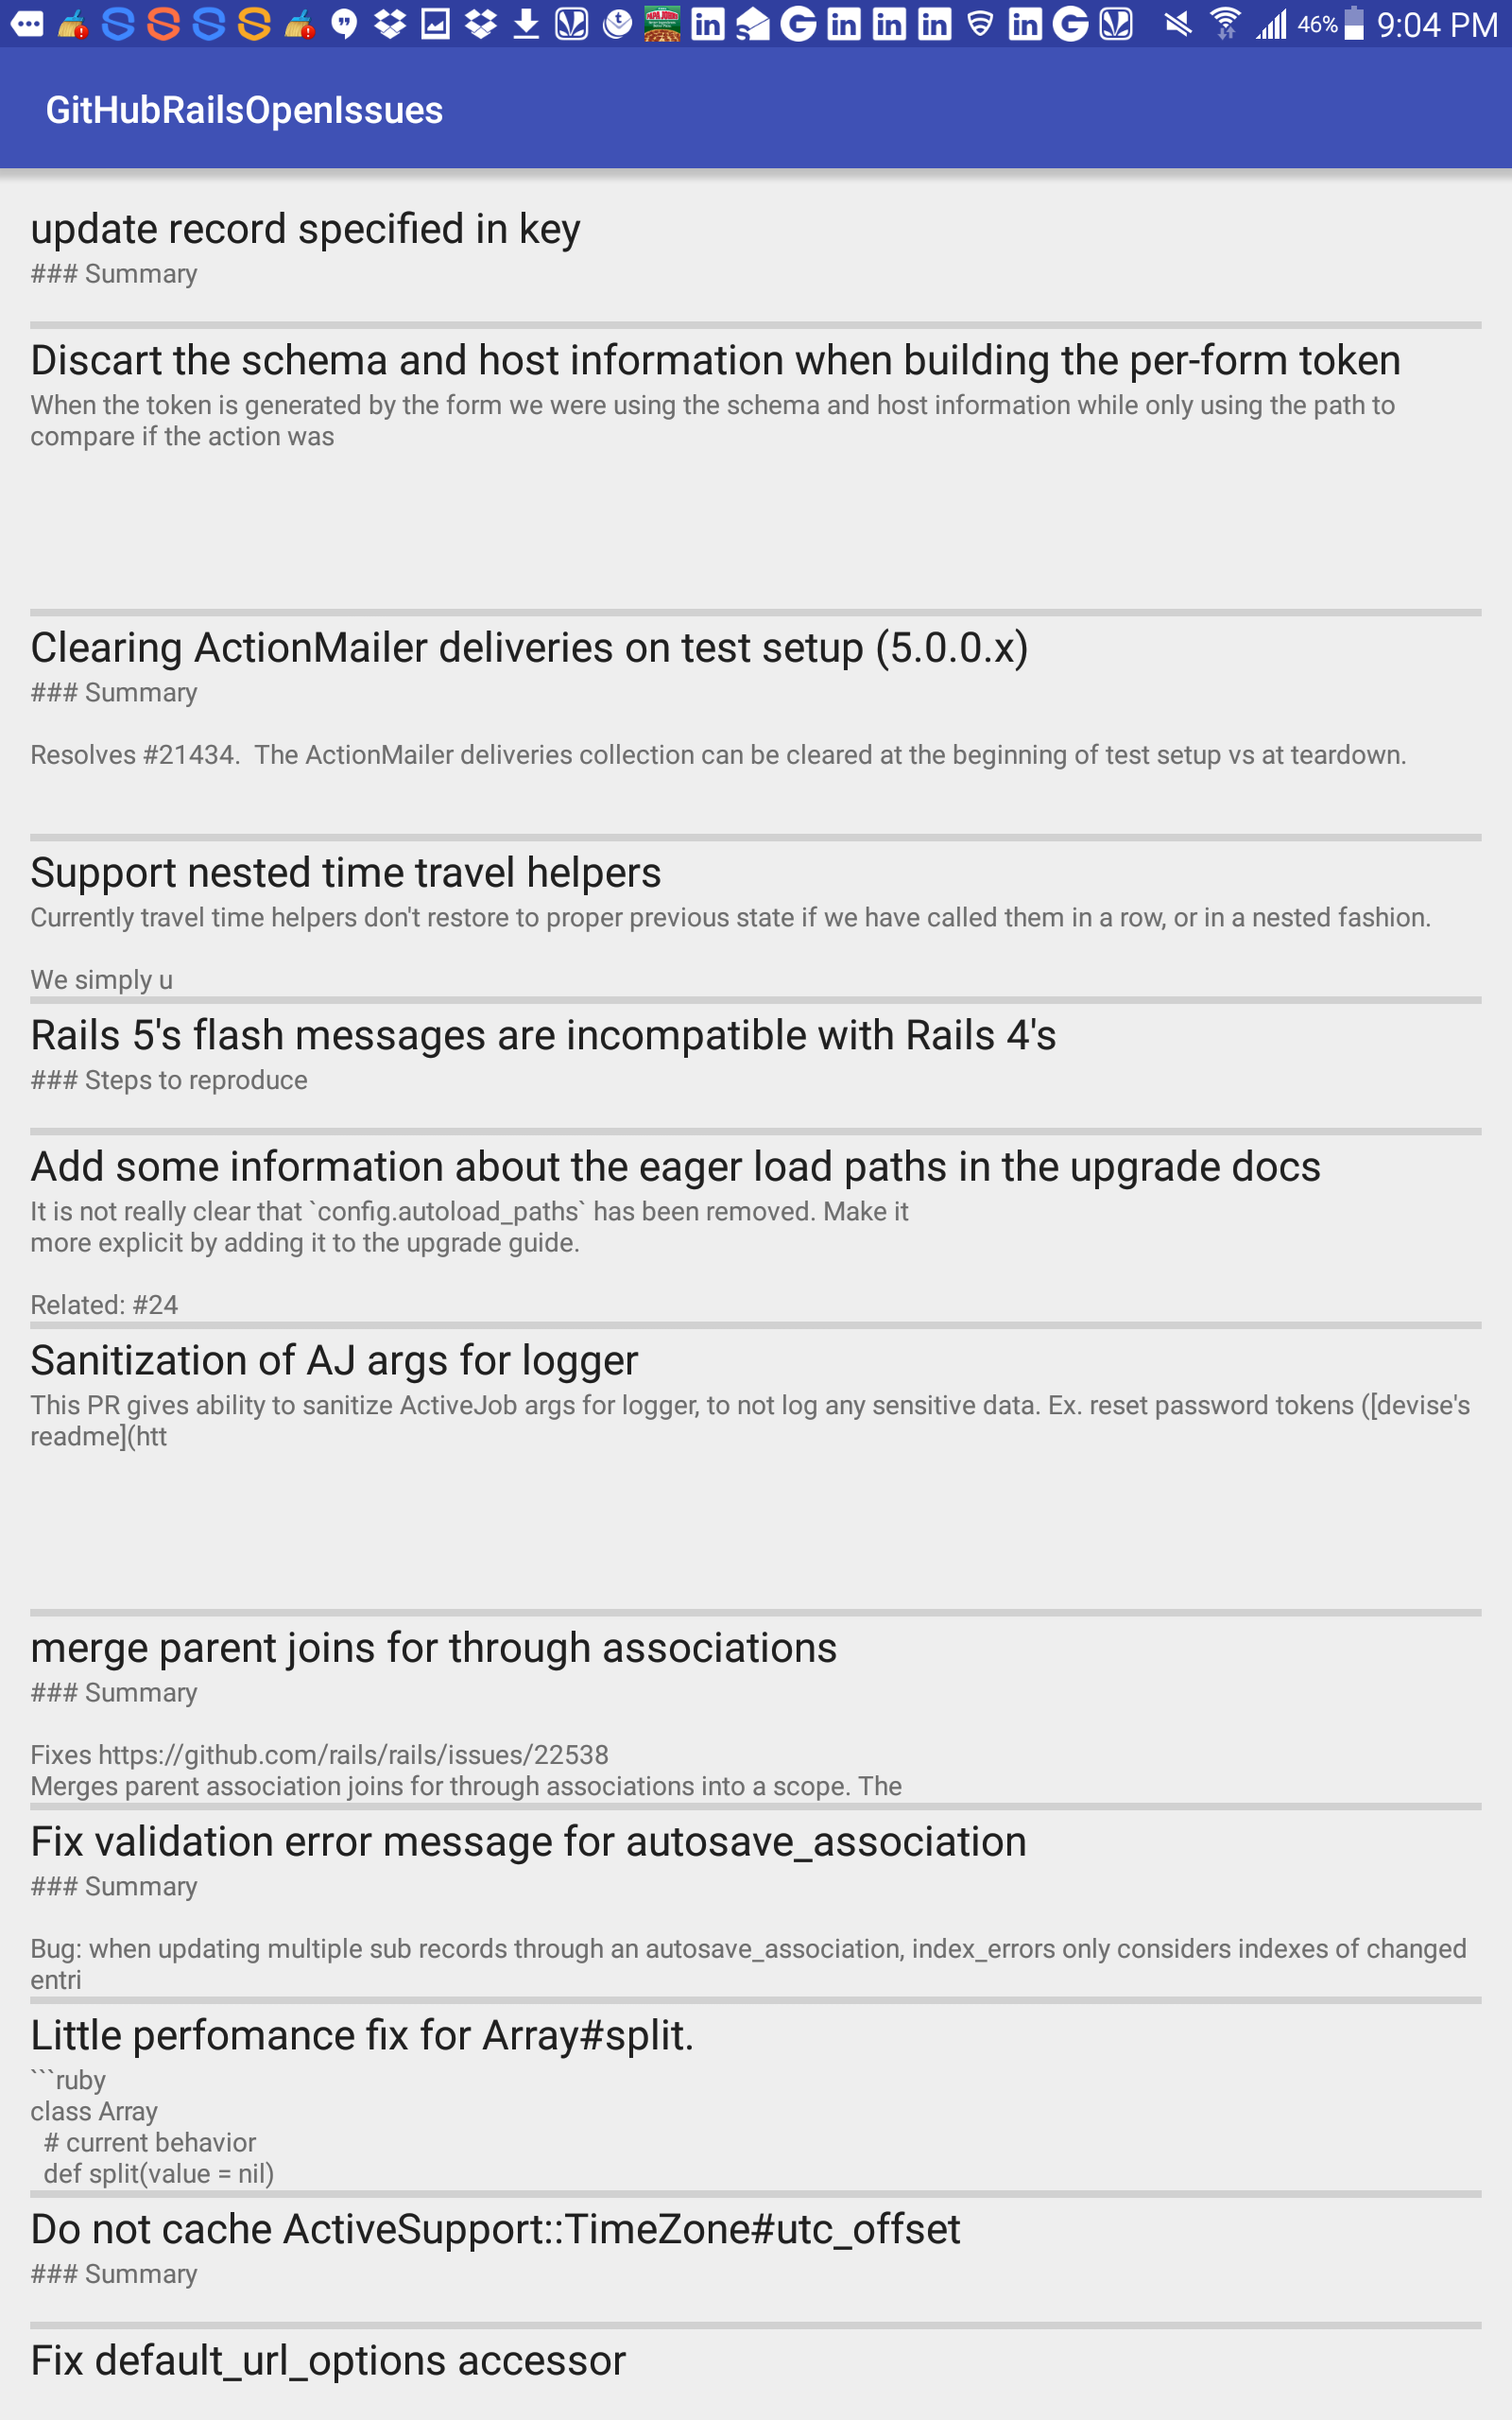 46% 9:04 PM
GitHubRailsOpenIssues
update record specified in key
### Summary
Discart the schema and host information when building the per-form token
When the token is generated by the form we were using the schema and host information while only using the path to
compare if the action was
Clearing ActionMailer deliveries on test setup (5.0.0.x)
### Summary
Resolves #21434.  The ActionMailer deliveries collection can be cleared at the beginning of test setup vs at teardown.
Support nested time travel helpers
Currently travel time helpers don't restore to proper previous state if we have called them in a row, or in a nested fashion.
We simply u
Rails 5's flash messages are incompatible with Rails 4's
### Steps to reproduce
Add some information about the eager load paths in the upgrade docs
It is not really clear that `config.autoload_paths` has been removed. Make it
more explicit by adding it to the upgrade guide.
Related: #24
Sanitization of AJ args for logger
This PR gives ability to sanitize ActiveJob args for logger, to not log any sensitive data. Ex. reset password tokens ([devise's
readme](htt
merge parent joins for through associations
### Summary
Fixes https://github.com/rails/rails/issues/22538
Merges parent association joins for through associations into a scope. The
Fix validation error message for autosave_association
### Summary
Bug: when updating multiple sub records through an autosave_association, index_errors only considers indexes of changed
entri
Little perfomance fix for Array#split.
```ruby
class Array
  # current behavior
  def split(value = nil)
Do not cache ActiveSupport::TimeZone#utc_offset
### Summary
Fix default_url_options accessor